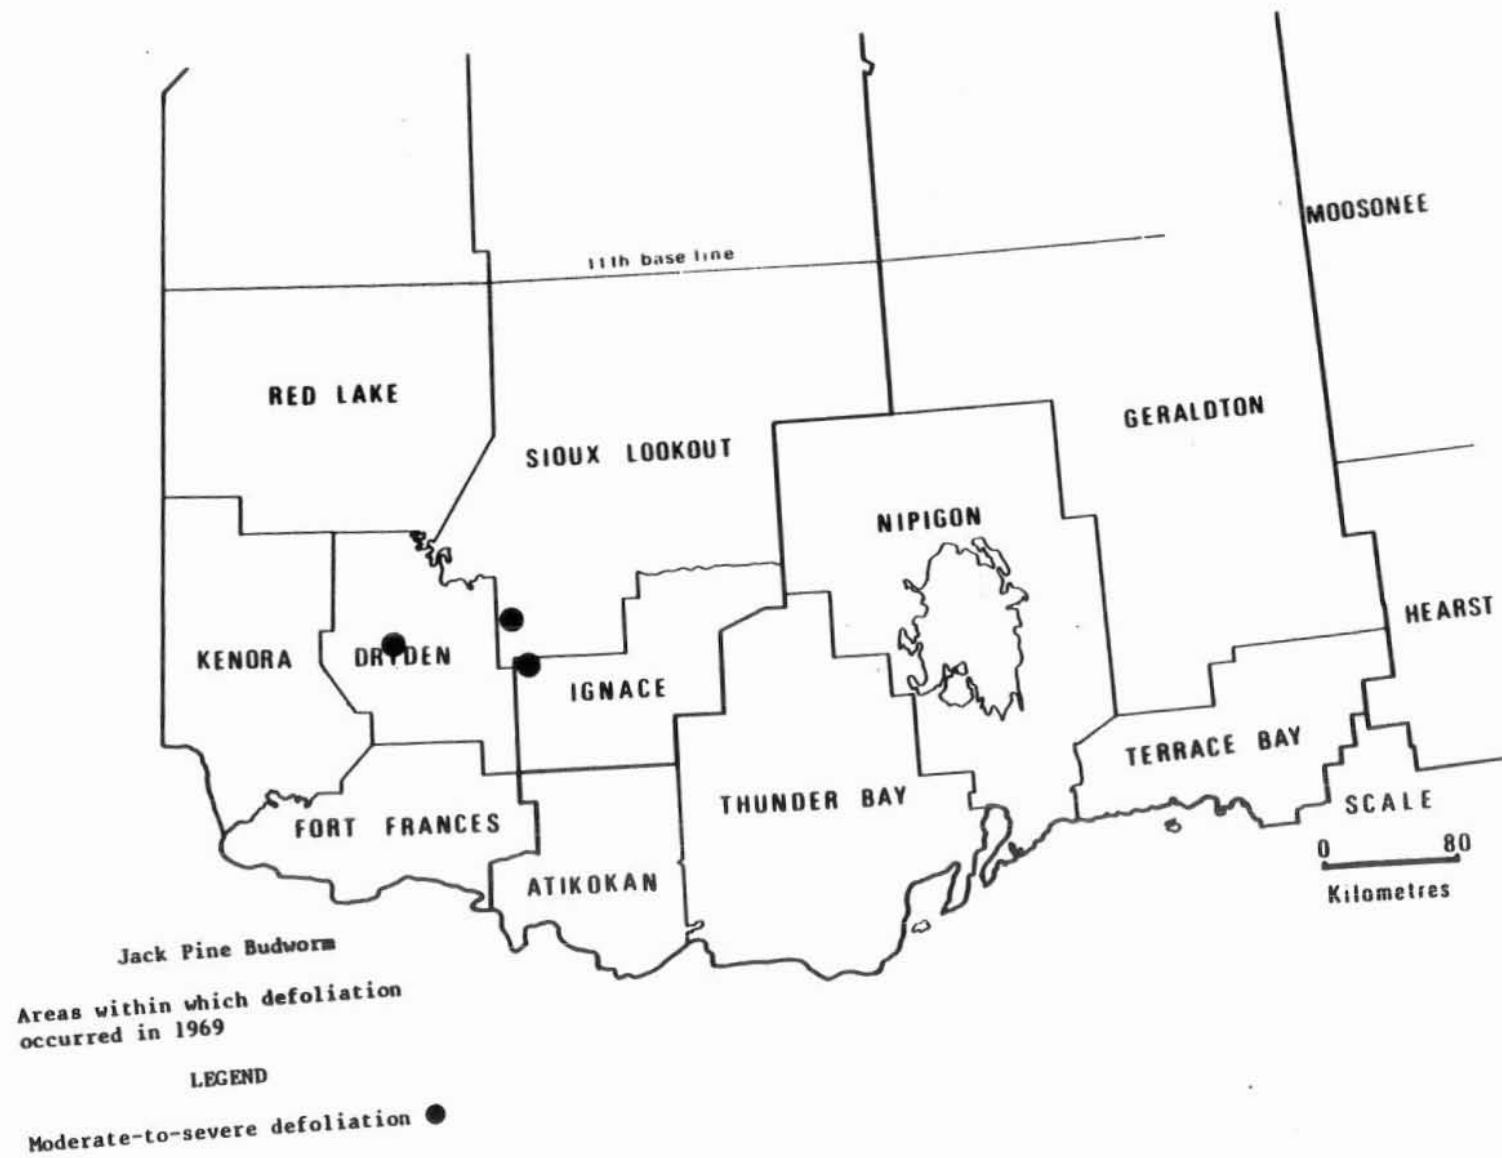 MOOSONEE
11th base line
RED LAKE
SIOUX LOOKOUT
GERALDTON
NIPIGON
HEARST
KENORA
DRYDEN
IGNACE
TERRACE BAY
THUNDER BAY
SCALE
FORT FRANCES
0 80
Kilometres
ATIKOKAN
Jack Pine Budworm
Areas within which defoliation
occurred in 1969
LEGEND
Moderate-to-severe defoliation